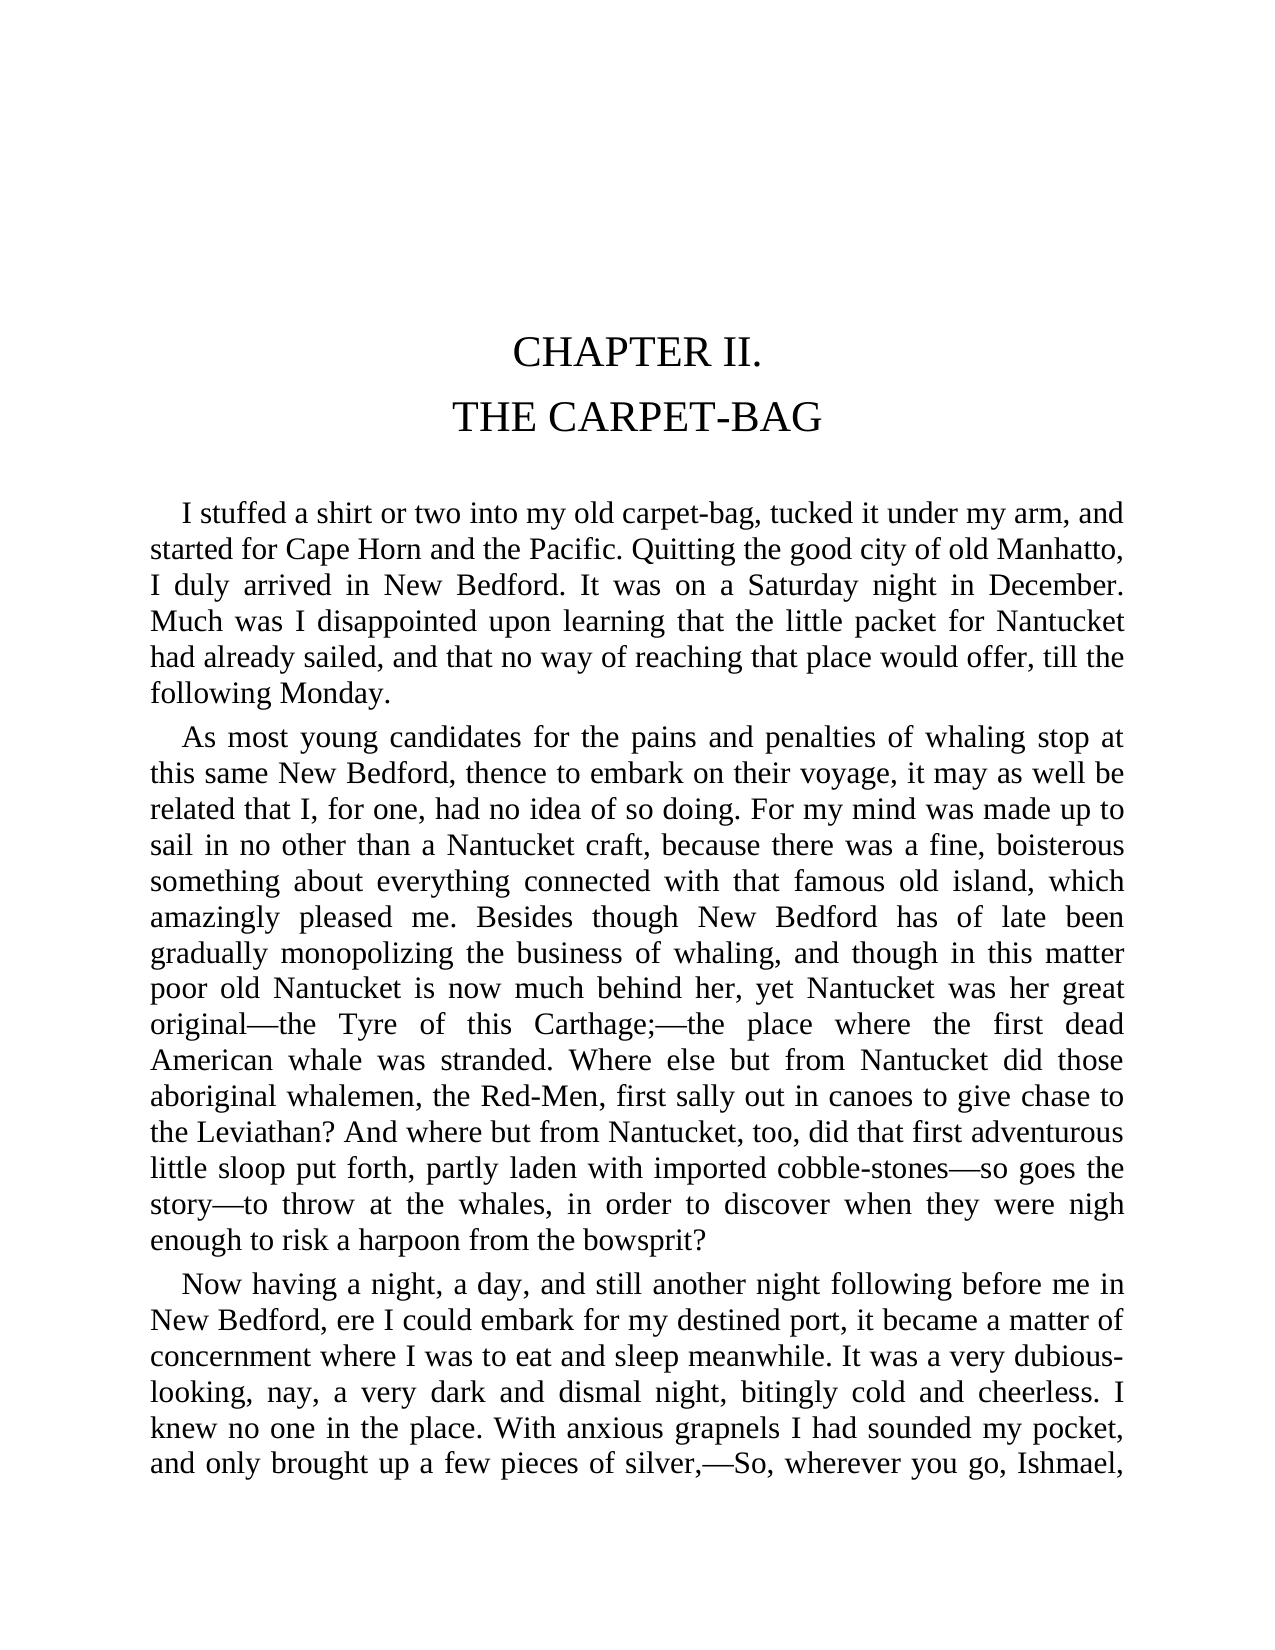 CHAPTER II.
THE CARPET-BAG
I stuffed a shirt or two into my old carpet-bag, tucked it under my arm, and
started for Cape Horn and the Pacific. Quitting the good city of old Manhatto,
I duly arrived in New Bedford. It was on a Saturday night in December.
Much was I disappointed upon learning that the little packet for Nantucket
had already sailed, and that no way of reaching that place would offer, till the
following Monday.
As most young candidates for the pains and penalties of whaling stop at
this same New Bedford, thence to embark on their voyage, it may as well be
related that I, for one, had no idea of so doing. For my mind was made up to
sail in no other than a Nantucket craft, because there was a fine, boisterous
something about everything connected with that famous old island, which
amazingly pleased me. Besides though New Bedford has of late been
gradually monopolizing the business of whaling, and though in this matter
poor old Nantucket is now much behind her, yet Nantucket was her great
original—the Tyre of this Carthage;—the place where the first dead
American whale was stranded. Where else but from Nantucket did those
aboriginal whalemen, the Red-Men, first sally out in canoes to give chase to
the Leviathan? And where but from Nantucket, too, did that first adventurous
little sloop put forth, partly laden with imported cobble-stones—so goes the
story—to throw at the whales, in order to discover when they were nigh
enough to risk a harpoon from the bowsprit?
Now having a night, a day, and still another night following before me in
New Bedford, ere I could embark for my destined port, it became a matter of
concernment where I was to eat and sleep meanwhile. It was a very dubious-
looking, nay, a very dark and dismal night, bitingly cold and cheerless. I
knew no one in the place. With anxious grapnels I had sounded my pocket,
and only brought up a few pieces of silver,—So, wherever you go, Ishmael,